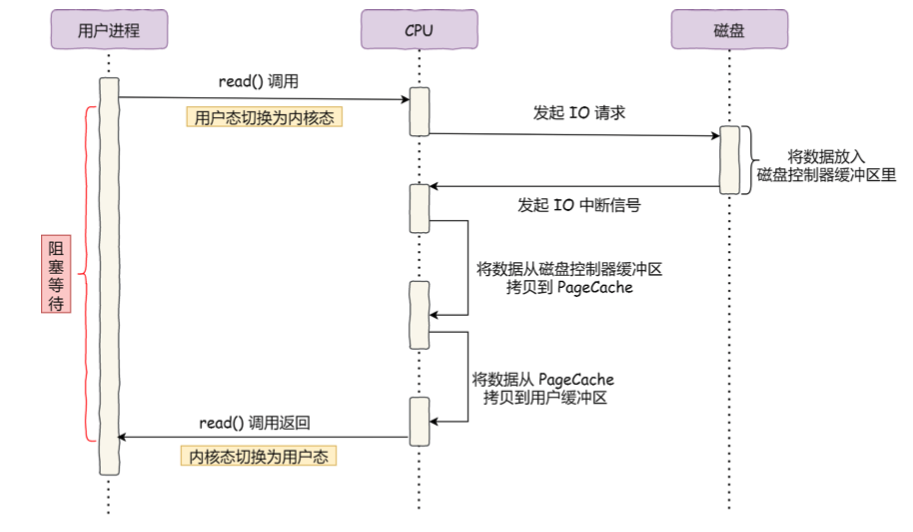 用户进程
CPU
磁盘
read() 调用
用户态切换为内核态
发起 IO 请求
将数据放入
磁盘控制器缓冲区里
发起 IO 中断信号
阻
塞
等
待
将数据从磁盘控制器缓冲区
拷贝到 PageCache
将数据从 PageCache
拷贝到用户缓冲区
read() 调用返回
内核态切换为用户态